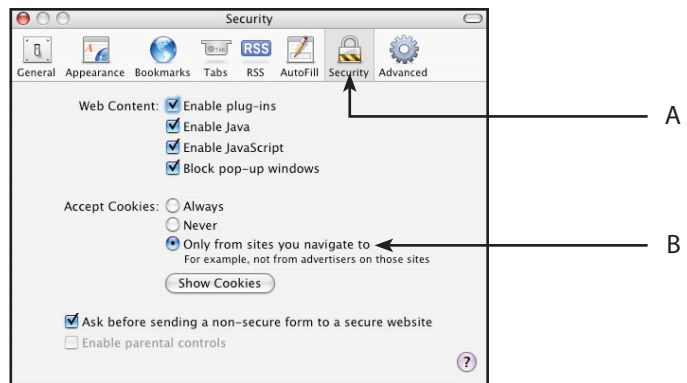 Security
General Appearance Bookmarks Tabs RSS AutoFill Security Advanced
A
Web Content: Enable plug-ins
Enable Java
Enable JavaScript
Block pop-up windows
Accept Cookies: Always
Never
Only from sites you navigate to
B
For example, not from advertisers on those sites
Show Cookies
Ask before sending a non-secure form to a secure website
Enable parental controls
?